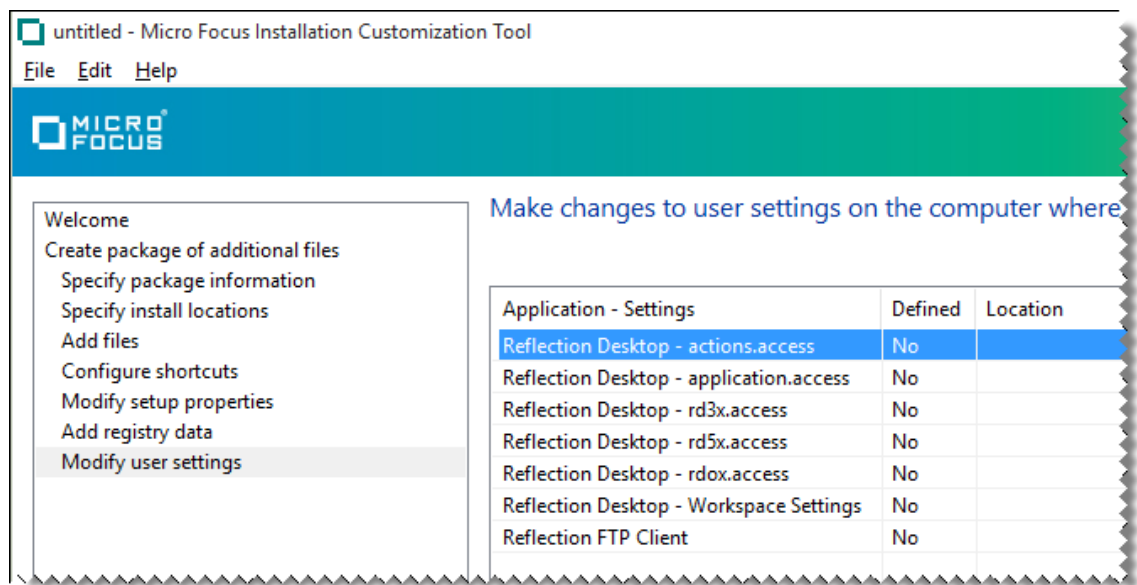 untitled - Micro Focus Installation Customization Tool
File Edit Help
MICRO®
FOCUS
Welcome
Create package of additional files
Specify package information
Specify install locations
Add files
Configure shortcuts
Modify setup properties
Add registry data
Modify user settings
Make changes to user settings on the computer where
Application - Settings Defined Location
Reflection Desktop - actions.access No
Reflection Desktop - application.access No
Reflection Desktop - rd3x.access No
Reflection Desktop - rd5x.access No
Reflection Desktop - rdox.access No
Reflection Desktop - Workspace Settings No
Reflection FTP Client No